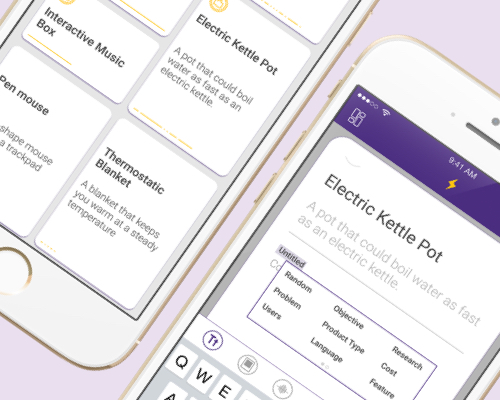 Interactive Music
Box
Electric Kettle Pot
A pot that could boil
water as fast as an
electric kettle.
Pen mouse
shape mouse
a trackpad
Thermostatic
Blanket
A blanket that keeps
you warm at a steady
temperature
9:41 AM
Electric Kettle Pot
A pot that could boil water as fast
as an electric kettle.
Untitled
Co
Random
Objective
Research
Problem
Product Type
Cost
Users
Language
Feature
Tt
Q W E
A